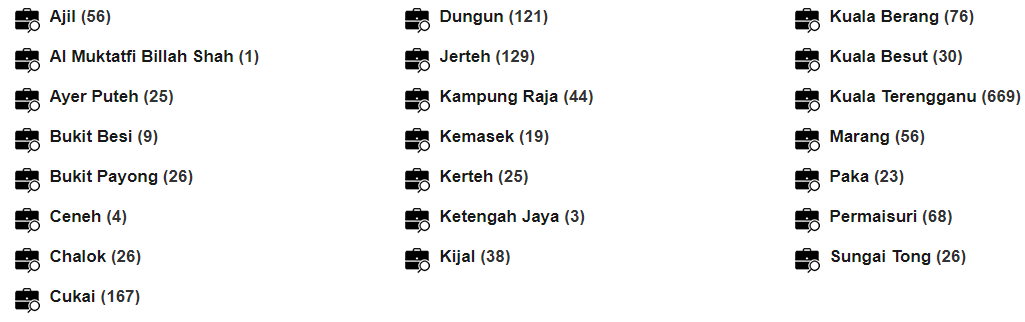 Ajil (56)
Al Muktatfi Billah Shah (1)
Ayer Puteh (25)
Bukit Besi (9)
Bukit Payong (26)
Ceneh (4)
Chalok (26)
Cukai (167)
Dungun (121)
Jerteh (129)
Kampung Raja (44)
Kemasek (19)
Kerteh (25)
Ketengah Jaya (3)
Kijal (38)
Kuala Berang (76)
Kuala Besut (30)
Kuala Terengganu (669)
Marang (56)
Paka (23)
Permaisuri (68)
Sungai Tong (26)